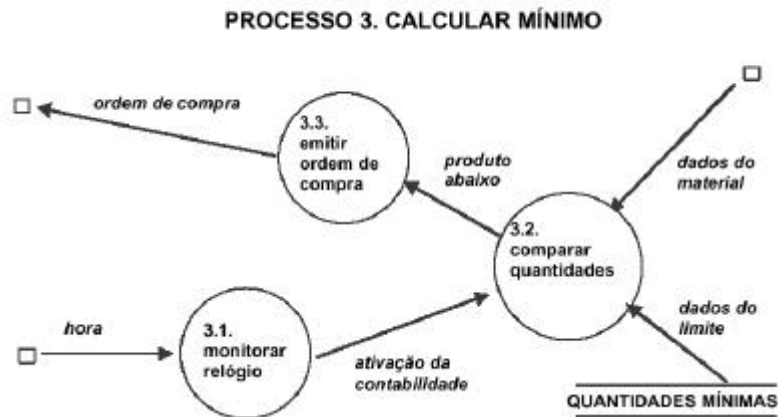 PROCESSO 3. CALCULAR MÍNIMO
ordem de compra
3.3.
emitir
ordem de
compra
produto
abaixo
dados do
material
3.2.
comparar
quantidades
hora
3.1.
monitorar
relógio
ativação da
contabilidade
dados do
limite
QUANTIDADES MÍNIMAS